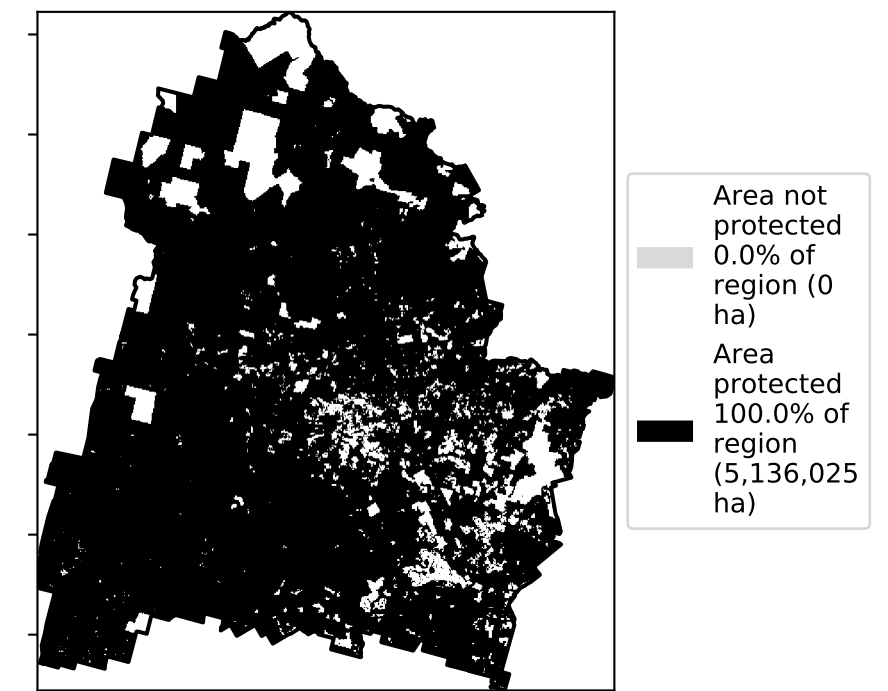 Area not
protected
0.0% of
region (0
ha)
Area
protected
100.0% of
region
(5,136,025
ha)